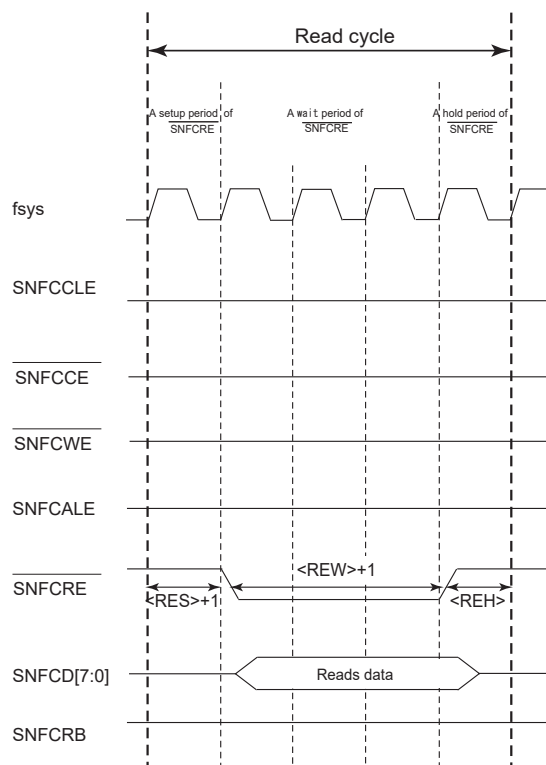 Read cycle
A setup period of
SNFCRE
A wait period of
SNFCRE
A hold period of
SNFCRE
fsys
SNFCCLE
SNFCCE
SNFCWE
SNFCALE
SNFCRE
<REW>+1
<RES>+1
<REH>
SNFCD[7:0]
Reads data
SNFCRB